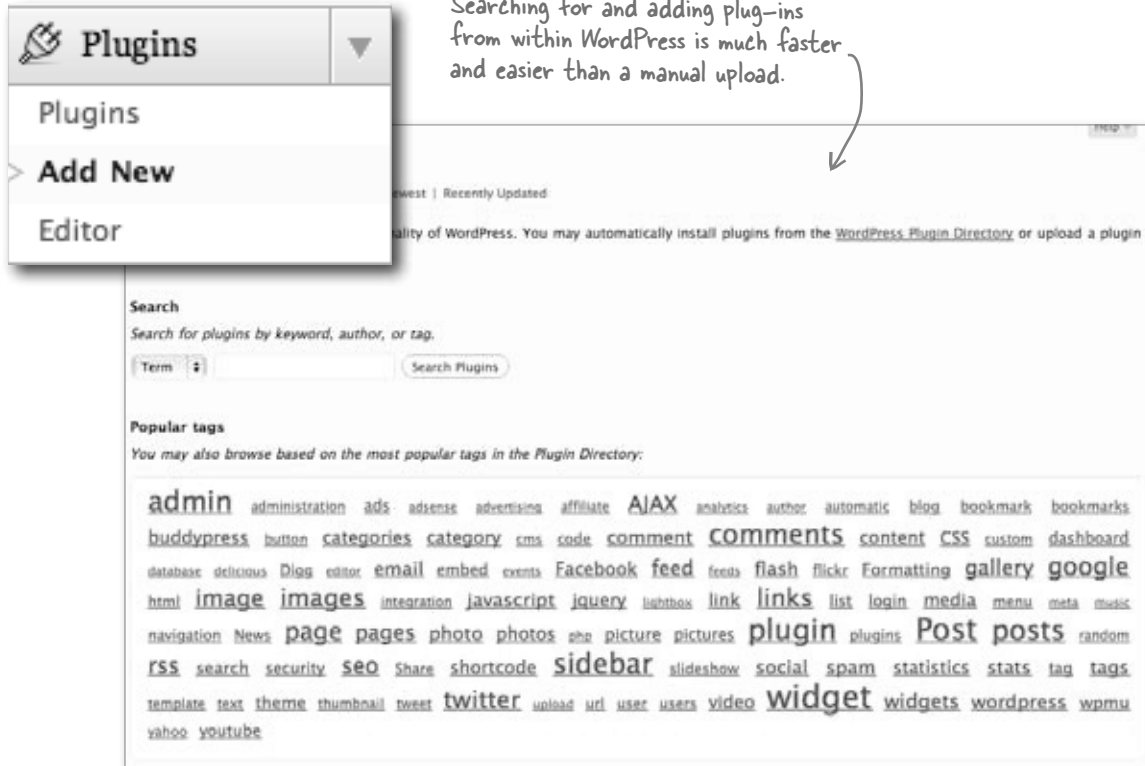 Searching for and adding plug-ins
from within WordPress is much faster
and easier than a manual upload.
Plugins
Plugins
Add New
Editor
Help
ewest | Recently Updated
ality of WordPress. You may automatically install plugins from the WordPress Plugin Directory or upload a plugin
Search
Search for plugins by keyword, author, or tag.
Term Search Plugins
Popular tags
You may also browse based on the most popular tags in the Plugin Directory:
admin administration ads adsense advertising affiliate AJAX analytics author automatic blog bookmark bookmarks
buddypress button categories category cms code comment comments content CSS custom dashboard
database delicious Digg editor email embed events Facebook feed feeds flash flickr Formatting gallery google
html image images integration javascript jquery lightbox link links list login media menu meta music
navigation News page pages photo photos php picture pictures plugin plugins Post posts random
rss search security seo Share shortcode sidebar slideshow social spam statistics stats tag tags
template text theme thumbnail tweet twitter upload url user users video widget widgets wordpress wpmu
yahoo youtube